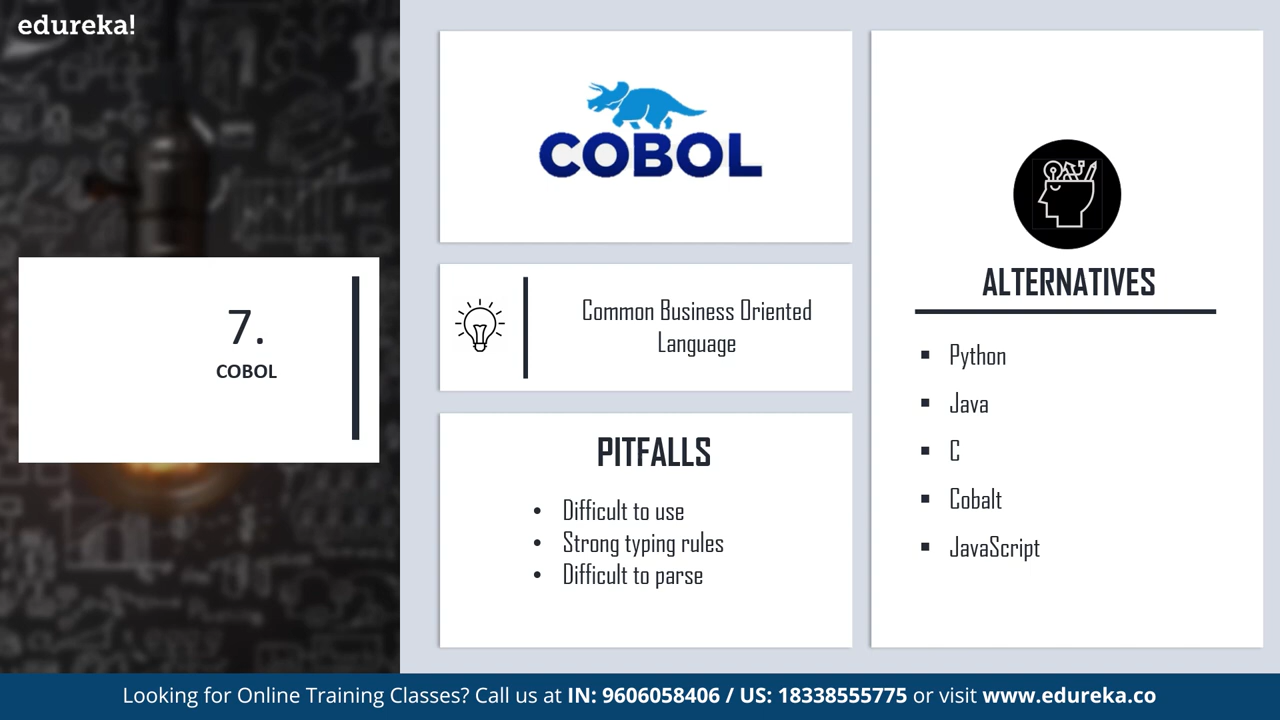 edureka!
7.
COBOL
COBOL
Common Business Oriented
Language
PITFALLS
• Difficult to use
• Strong typing rules
• Difficult to parse
ALTERNATIVES
▪ Python
▪ Java
▪ C
▪ Cobalt
▪ JavaScript
Looking for Online Training Classes? Call us at IN: 9606058406 / US: 18338555775 or visit www.edureka.co